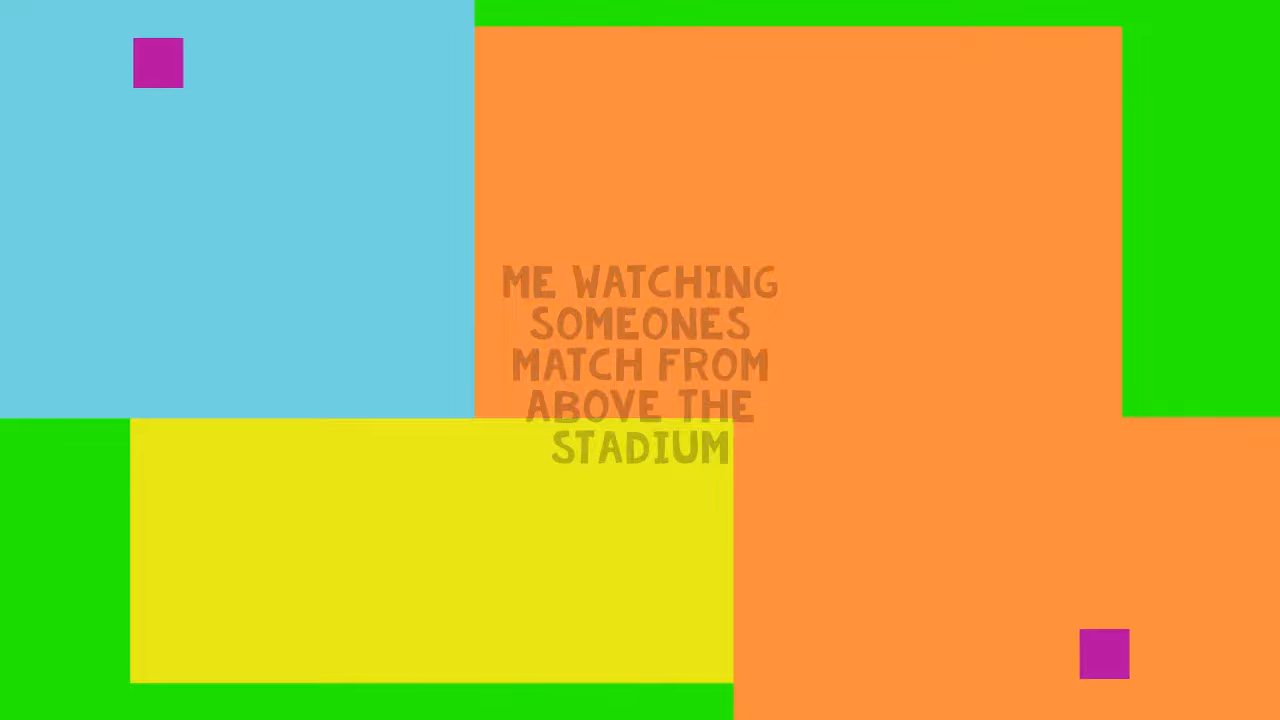 ME WATCHING
SOMEONES
MATCH FROM
ABOVE THE
STADIUM